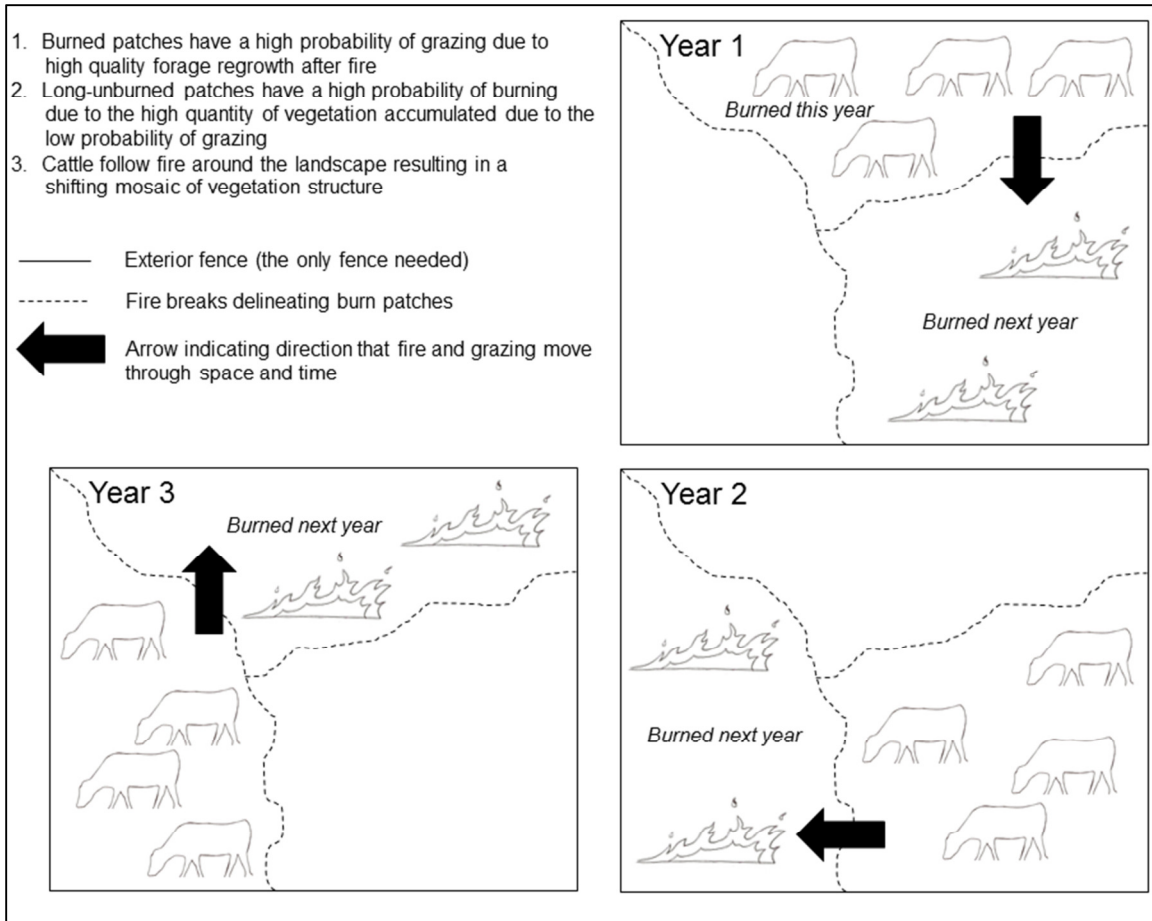 1. Burned patches have a high probability of grazing due to
high quality forage regrowth after fire
2. Long-unburned patches have a high probability of burning
due to the high quantity of vegetation accumulated due to the
low probability of grazing
3. Cattle follow fire around the landscape resulting in a
shifting mosaic of vegetation structure
Exterior fence (the only fence needed)
Fire breaks delineating burn patches
Arrow indicating direction that fire and grazing move
through space and time
Year 1
Burned this year
Burned next year
Year 3
Burned next year
Year 2
Burned next year